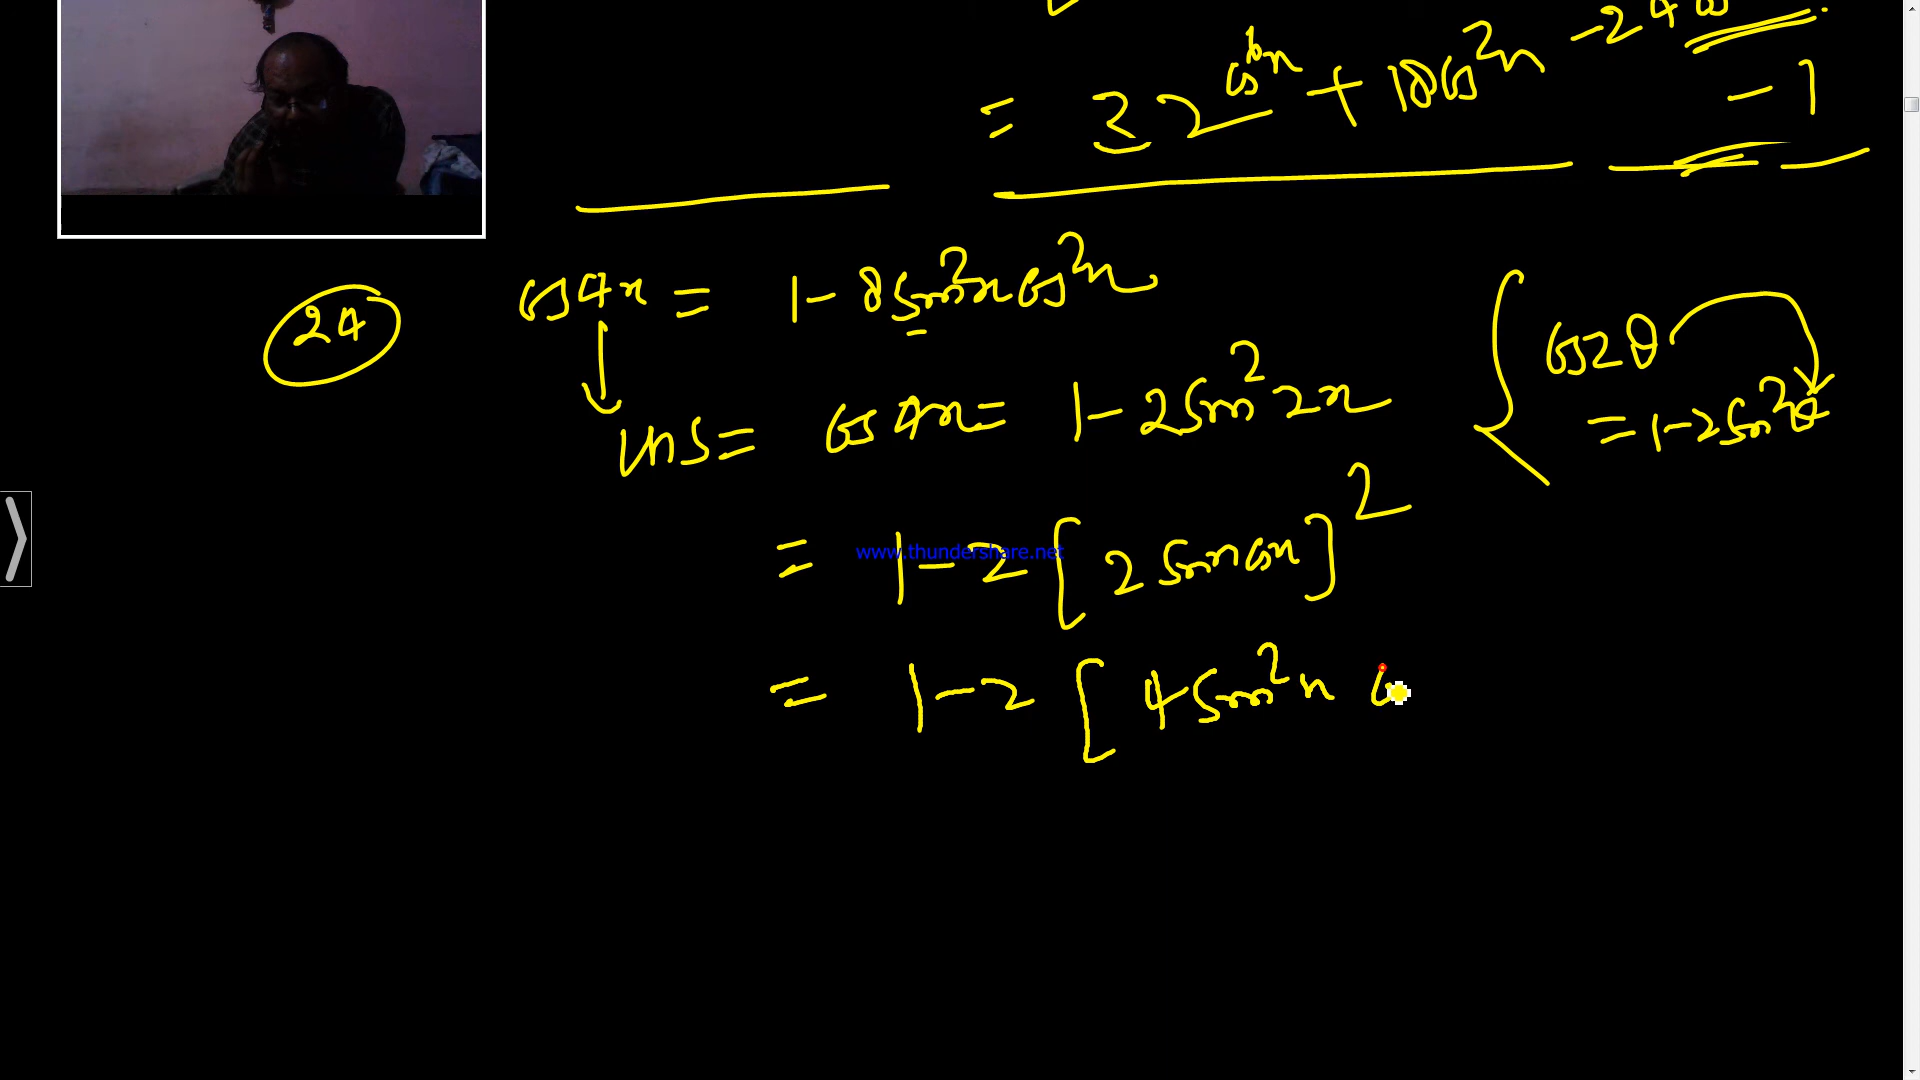 = 32 cos⁶x + 18cos²x - 24
- 1
24
cos4x = 1 - 8sin²x cos²x
LHS = cos4x = 1 - 2sin²2x
cos2θ
= 1 - 2sin²θ
= 1 - 2[2 sinx cosx]²
www.thundershare.net
= 1 - 2[4 sin²x